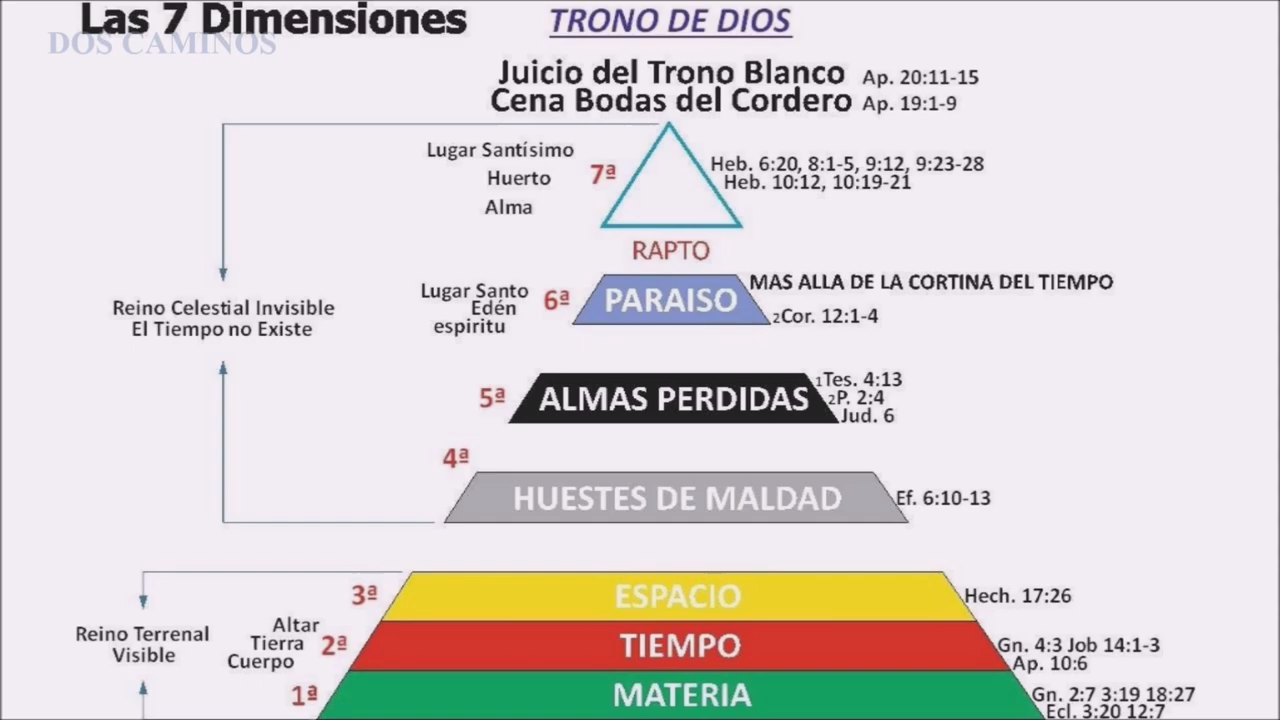 Las 7 Dimensiones
DOS CAMINOS
TRONO DE DIOS
Juicio del Trono Blanco Ap. 20:11-15
Cena Bodas del Cordero Ap. 19:1-9
Lugar Santísimo
Huerto
Alma
7ª
Heb. 6:20, 8:1-5, 9:12, 9:23-28
Heb. 10:12, 10:19-21
RAPTO
Reino Celestial Invisible
El Tiempo no Existe
Lugar Santo
Edén
espiritu
6ª
PARAISO
MAS ALLA DE LA CORTINA DEL TIEMPO
2Cor. 12:1-4
5ª
ALMAS PERDIDAS
1Tes. 4:13
2P. 2:4
Jud. 6
4ª
HUESTES DE MALDAD
Ef. 6:10-13
3ª
ESPACIO
Hech. 17:26
Reino Terrenal
Visible
Altar
Tierra
Cuerpo
2ª
TIEMPO
Gn. 4:3 Job 14:1-3
Ap. 10:6
1ª
MATERIA
Gn. 2:7 3:19 18:27
Ecl. 3:20 12:7